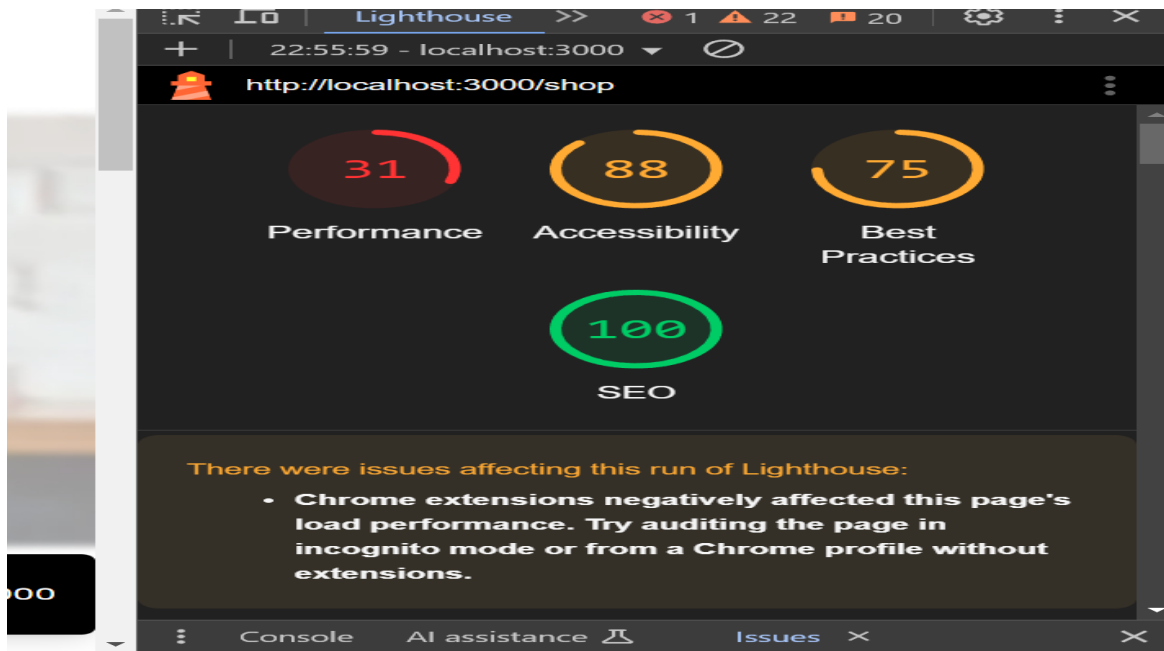 Lighthouse >> 1 22 20
22:55:59 - localhost:3000
http://localhost:3000/shop
31 88 75
Performance Accessibility Best
Practices
100
SEO
There were issues affecting this run of Lighthouse:
• Chrome extensions negatively affected this page's
load performance. Try auditing the page in
incognito mode or from a Chrome profile without
extensions.
000
Console AI assistance Issues